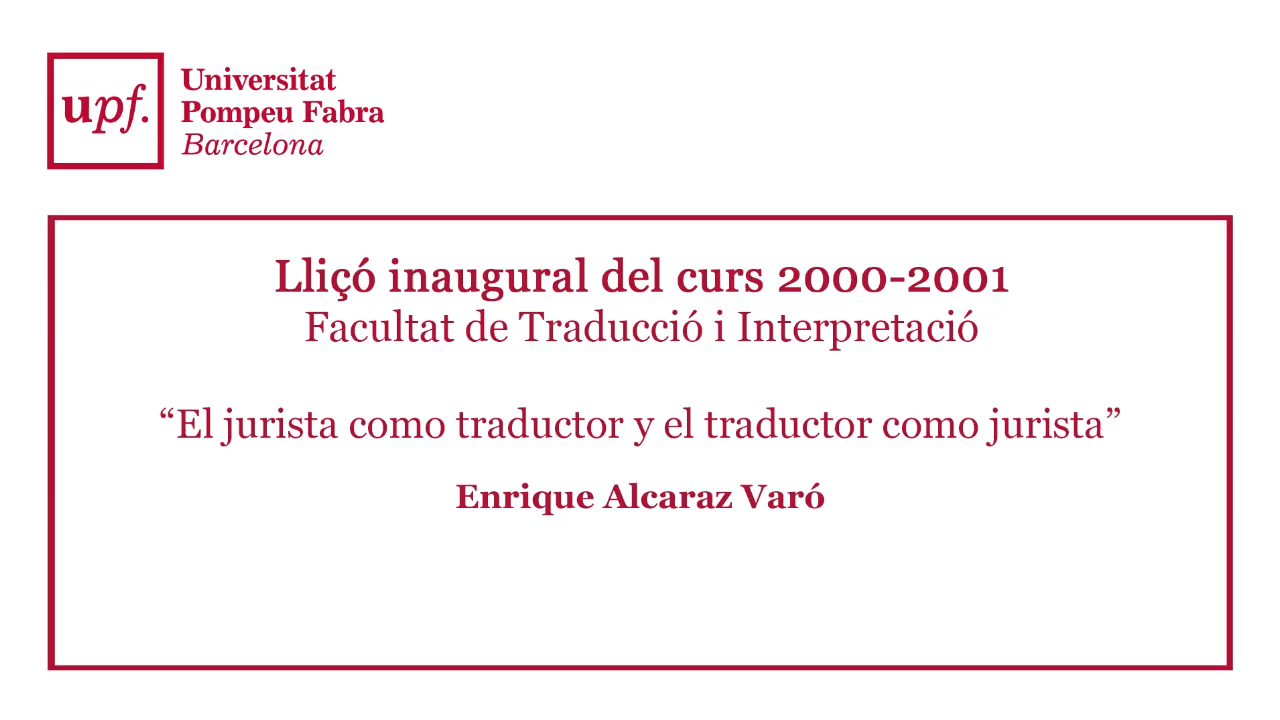 upf.
Universitat
Pompeu Fabra
Barcelona
Lliçó inaugural del curs 2000-2001
Facultat de Traducció i Interpretació
“El jurista como traductor y el traductor como jurista”
Enrique Alcaraz Varó